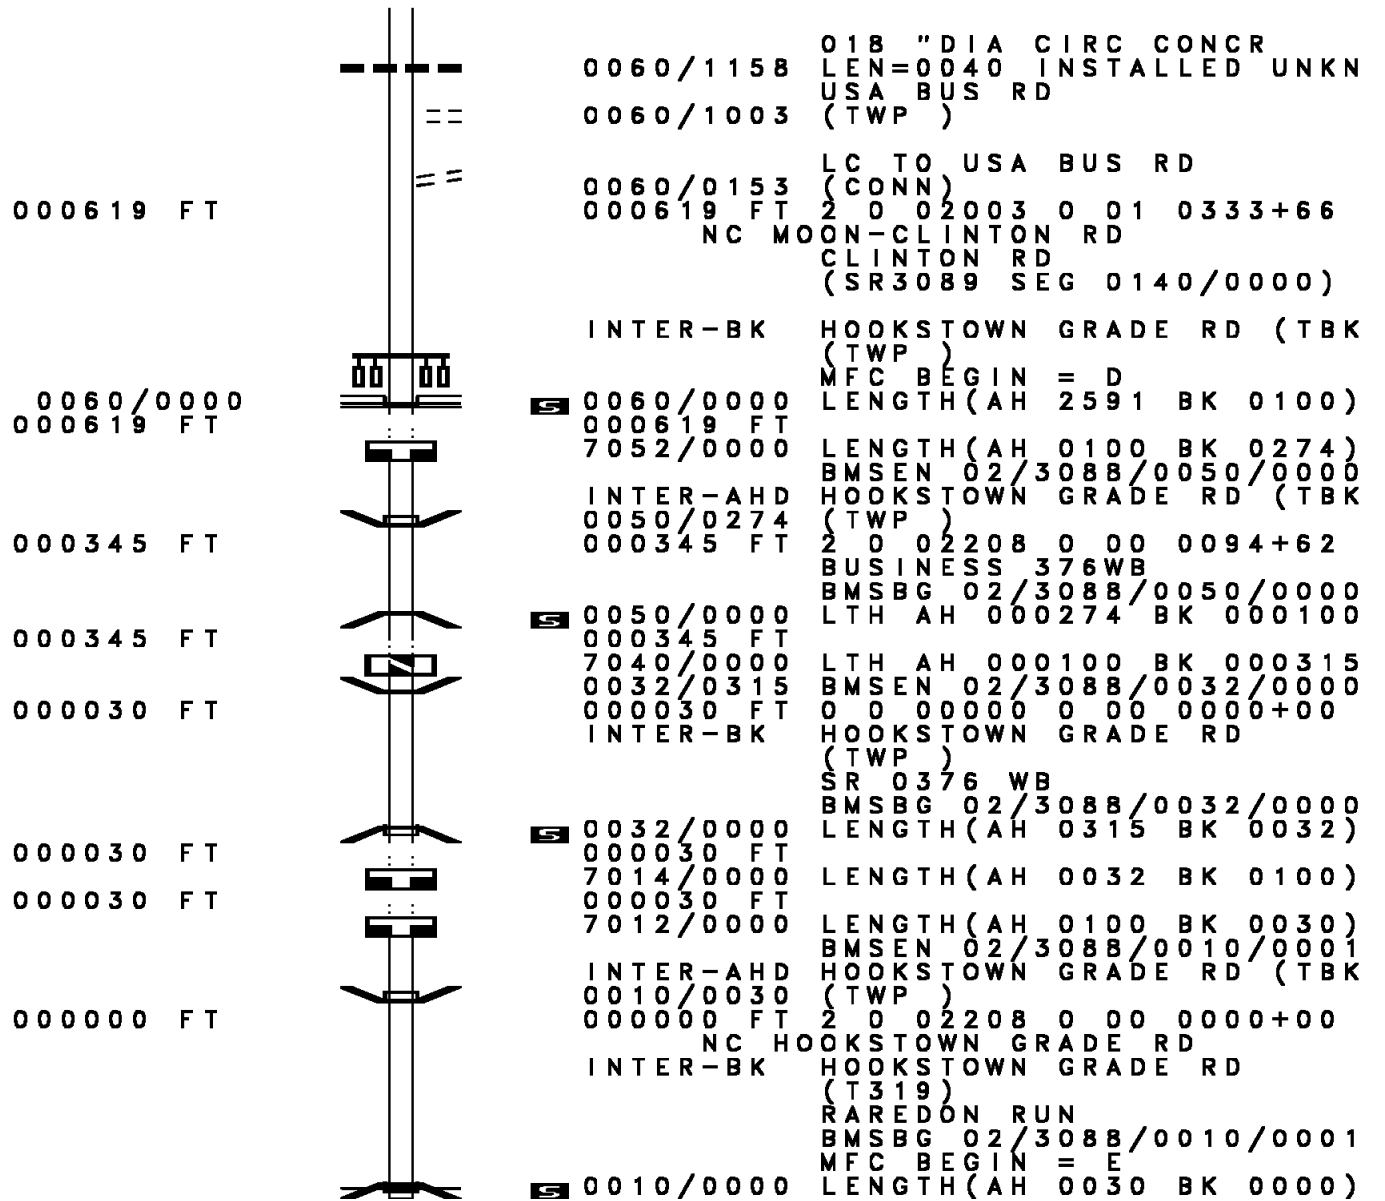 018 "DIA CIRC CONCR
0060/1158 LEN=0040 INSTALLED UNKN
USA BUS RD
0060/1003 (TWP )
LC TO USA BUS RD
0060/0153 (CONN)
000619 FT 000619 FT 2 0 02003 0 01 0333+66
NC MOON-CLINTON RD
CLINTON RD
(SR3089 SEG 0140/0000)
INTER-BK HOOKSTOWN GRADE RD (TBK
(TWP )
MFC BEGIN = D
0060/0000 S 0060/0000 LENGTH(AH 2591 BK 0100)
000619 FT 000619 FT
7052/0000 LENGTH(AH 0100 BK 0274)
BMSEN 02/3088/0050/0000
INTER-AHD HOOKSTOWN GRADE RD (TBK
0050/0274 (TWP )
000345 FT 000345 FT 2 0 02208 0 00 0094+62
BUSINESS 376WB
BMSBG 02/3088/0050/0000
S 0050/0000 LTH AH 000274 BK 000100
000345 FT 000345 FT
7040/0000 LTH AH 000100 BK 000315
0032/0315 BMSEN 02/3088/0032/0000
000030 FT 000030 FT 0 0 00000 0 00 0000+00
INTER-BK HOOKSTOWN GRADE RD
(TWP )
SR 0376 WB
BMSBG 02/3088/0032/0000
S 0032/0000 LENGTH(AH 0315 BK 0032)
000030 FT 000030 FT
7014/0000 LENGTH(AH 0032 BK 0100)
000030 FT 000030 FT
7012/0000 LENGTH(AH 0100 BK 0030)
BMSEN 02/3088/0010/0001
INTER-AHD HOOKSTOWN GRADE RD (TBK
0010/0030 (TWP )
000000 FT 000000 FT 2 0 02208 0 00 0000+00
NC HOOKSTOWN GRADE RD
INTER-BK HOOKSTOWN GRADE RD
(T319)
RAREDON RUN
BMSBG 02/3088/0010/0001
MFC BEGIN = E
S 0010/0000 LENGTH(AH 0030 BK 0000)